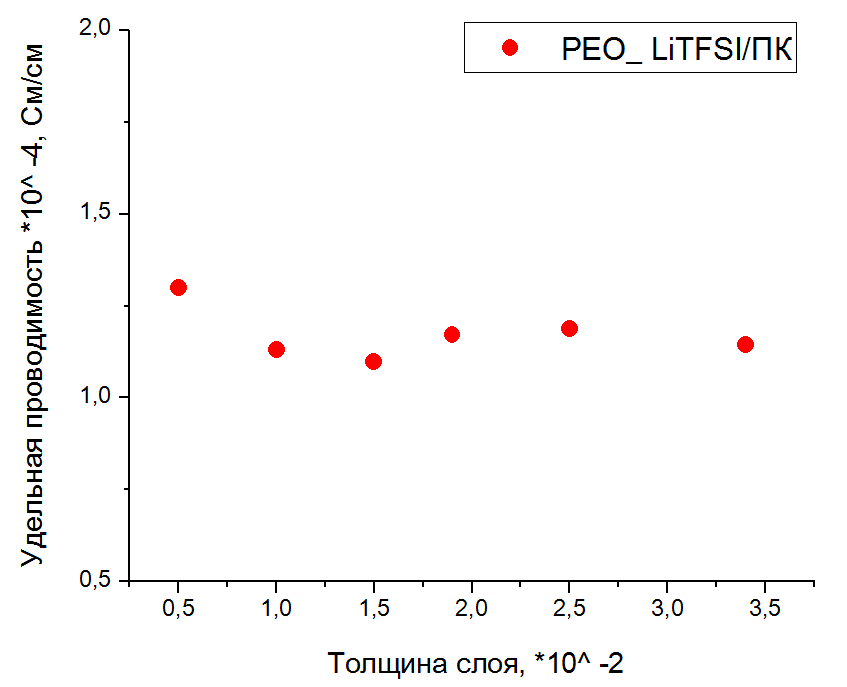 2,0
PEO_ LiTFSI/ПК
Удельная проводимость *10^ -4, См/см
1,5
1,0
0,5
0,5 1,0 1,5 2,0 2,5 3,0 3,5
Толщина слоя, *10^ -2